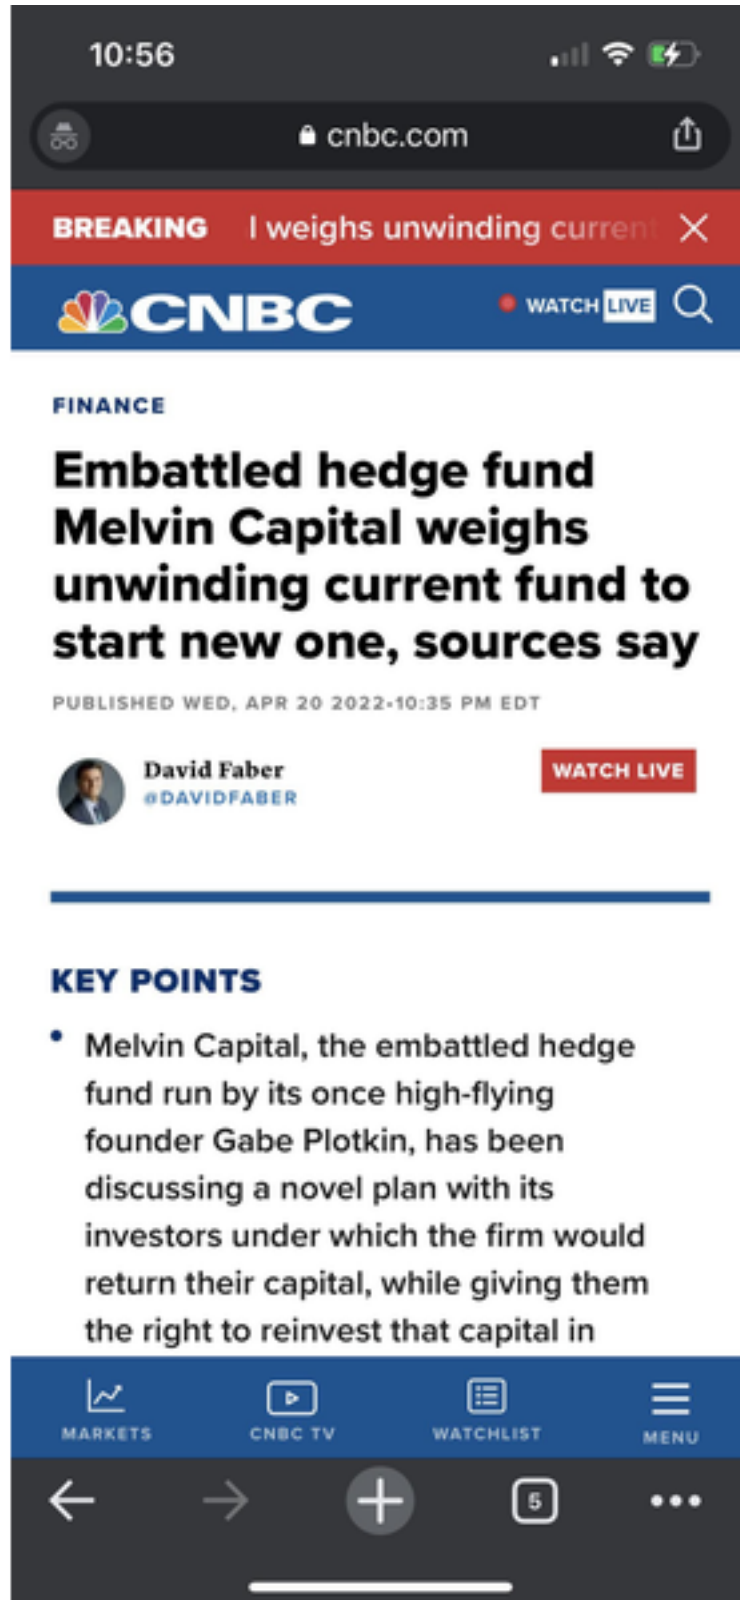 10:56
cnbc.com
BREAKING I weighs unwinding current
CNBC WATCH LIVE
FINANCE
Embattled hedge fund
Melvin Capital weighs
unwinding current fund to
start new one, sources say
PUBLISHED WED, APR 20 2022•10:35 PM EDT
David Faber
@DAVIDFABER
WATCH LIVE
KEY POINTS
• Melvin Capital, the embattled hedge
fund run by its once high-flying
founder Gabe Plotkin, has been
discussing a novel plan with its
investors under which the firm would
return their capital, while giving them
the right to reinvest that capital in
MARKETS CNBC TV WATCHLIST MENU
5